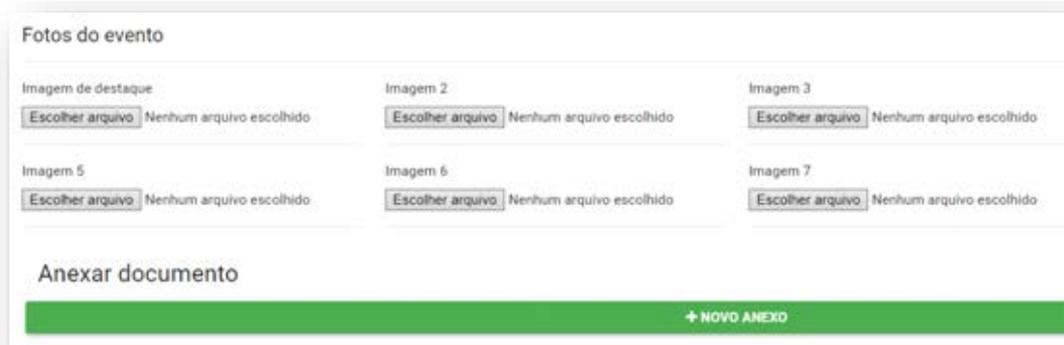 Fotos do evento
Imagem de destaque Imagem 2 Imagem 3
Escolher arquivo Nenhum arquivo escolhido Escolher arquivo Nenhum arquivo escolhido Escolher arquivo Nenhum arquivo escolhido
Imagem 5 Imagem 6 Imagem 7
Escolher arquivo Nenhum arquivo escolhido Escolher arquivo Nenhum arquivo escolhido Escolher arquivo Nenhum arquivo escolhido
Anexar documento
+ NOVO ANEXO